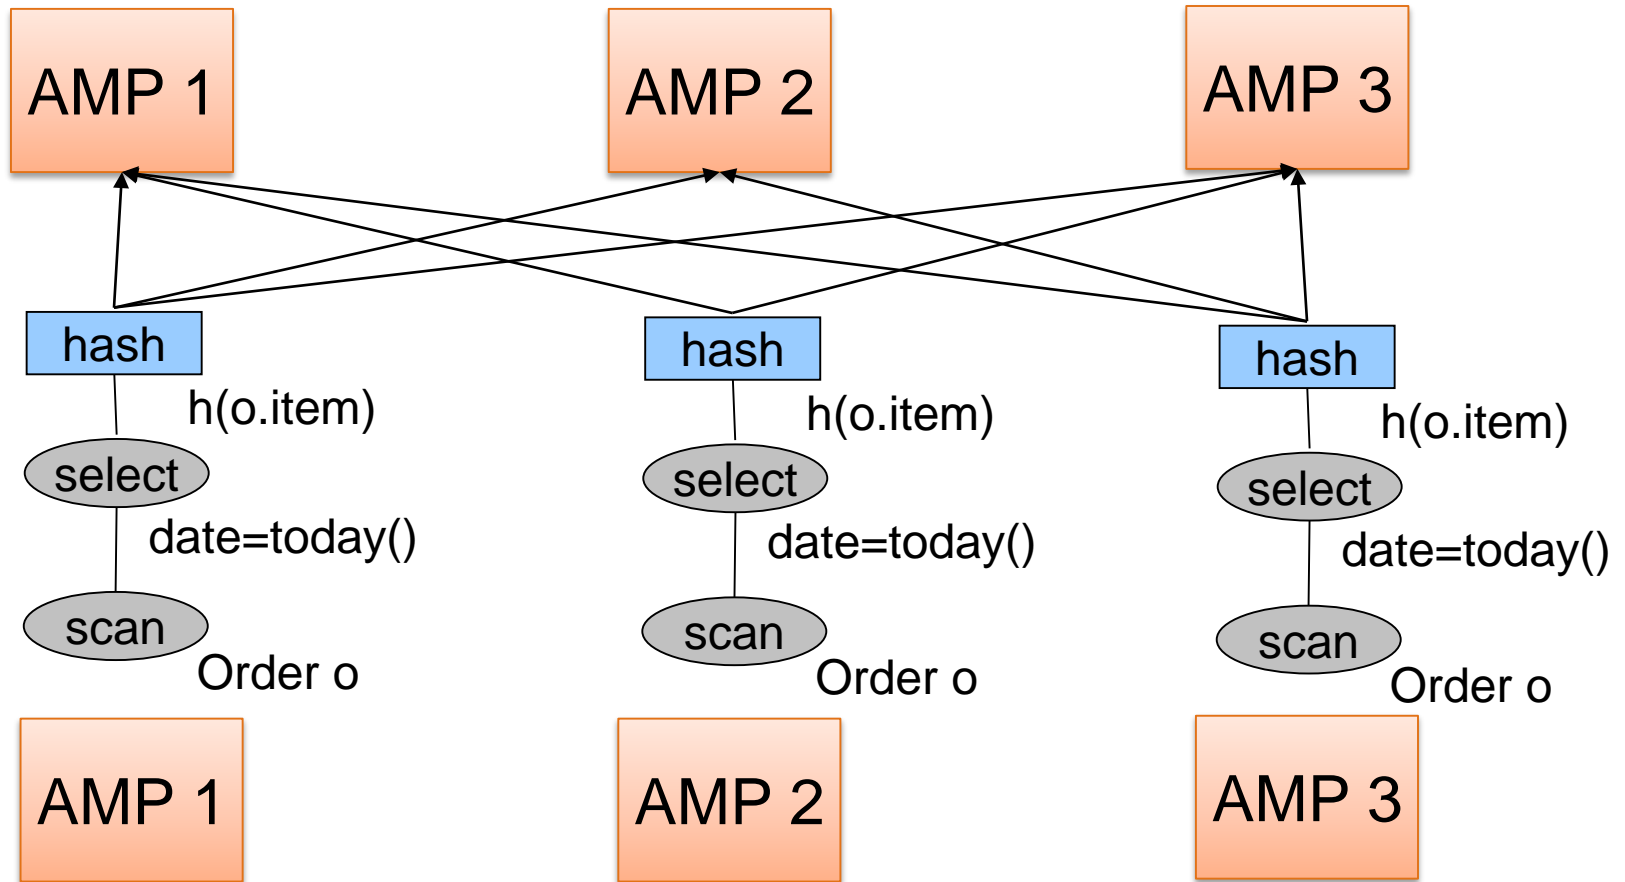 AMP 1
AMP 2
AMP 3
hash
hash
hash
h(o.item)
h(o.item)
h(o.item)
select
select
select
date=today()
date=today()
date=today()
scan
scan
scan
Order o
Order o
Order o
AMP 1
AMP 2
AMP 3